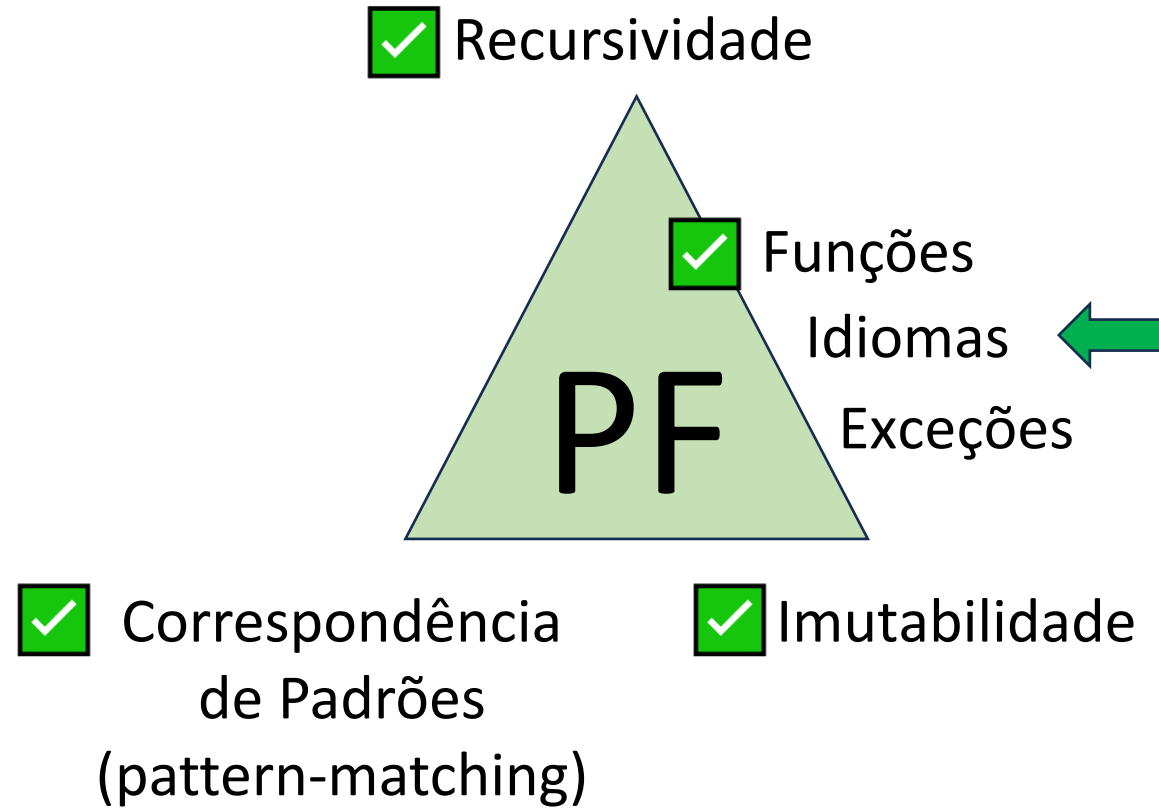 Recursividade
Funções
Idiomas
PF
Exceções
Correspondência
de Padrões
(pattern-matching)
Imutabilidade